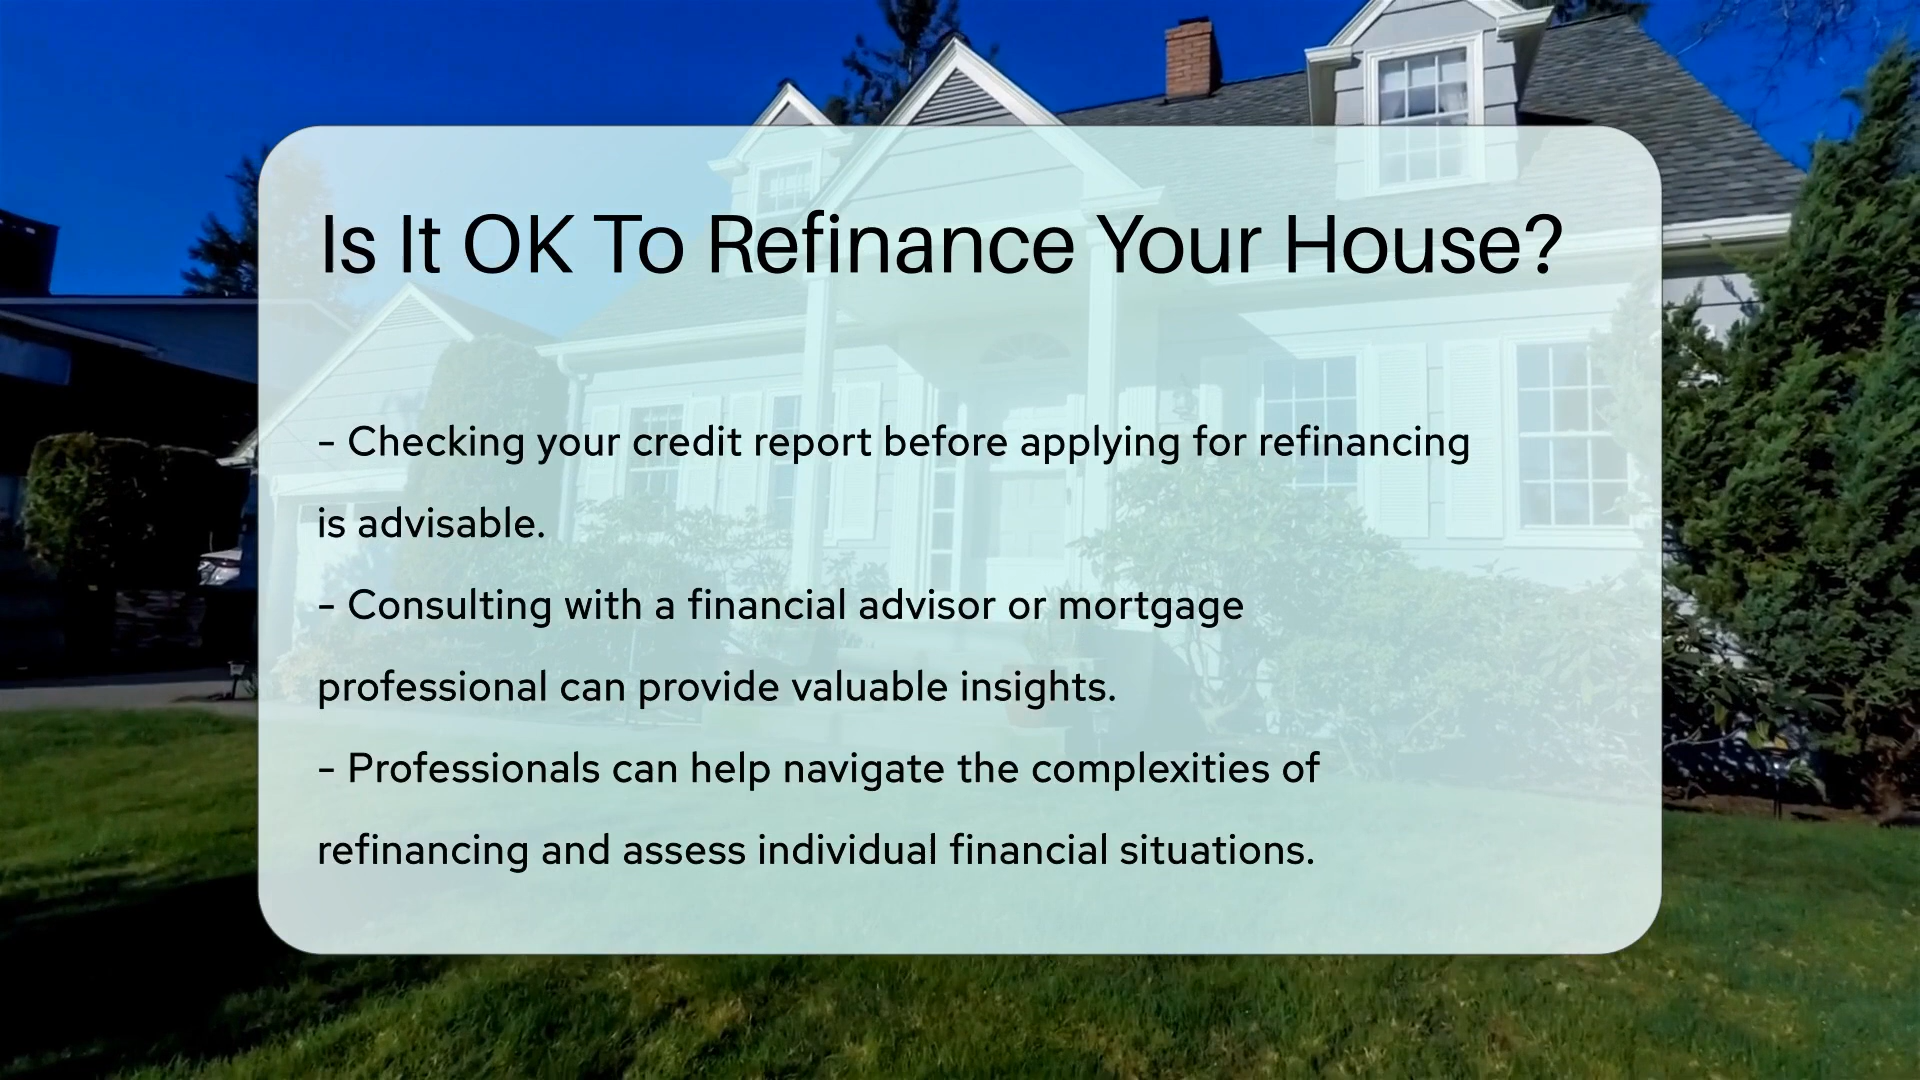 Is It OK To Refinance Your House?
– Checking your credit report before applying for refinancing
is advisable.
– Consulting with a financial advisor or mortgage
professional can provide valuable insights.
– Professionals can help navigate the complexities of
refinancing and assess individual financial situations.